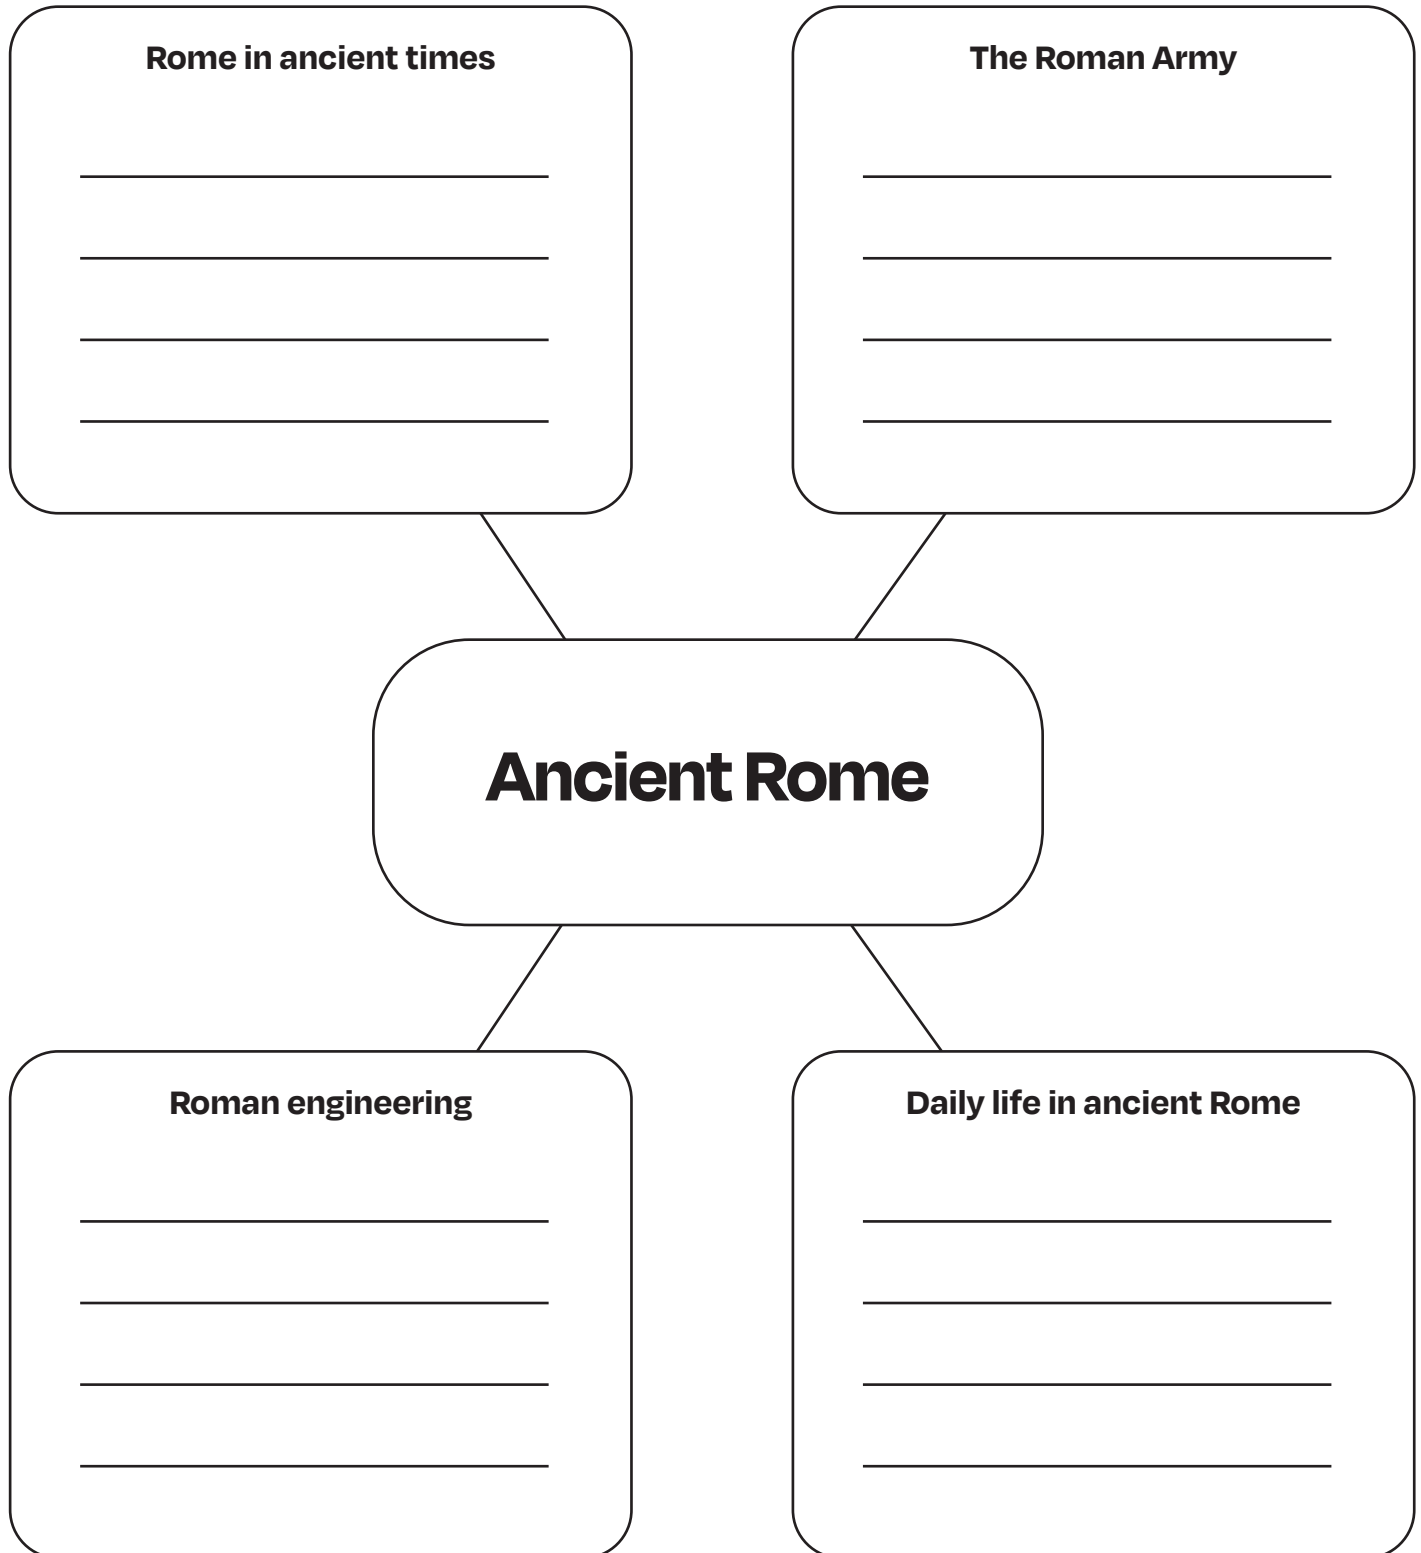 Rome in ancient times
The Roman Army
Ancient Rome
Roman engineering
Daily life in ancient Rome